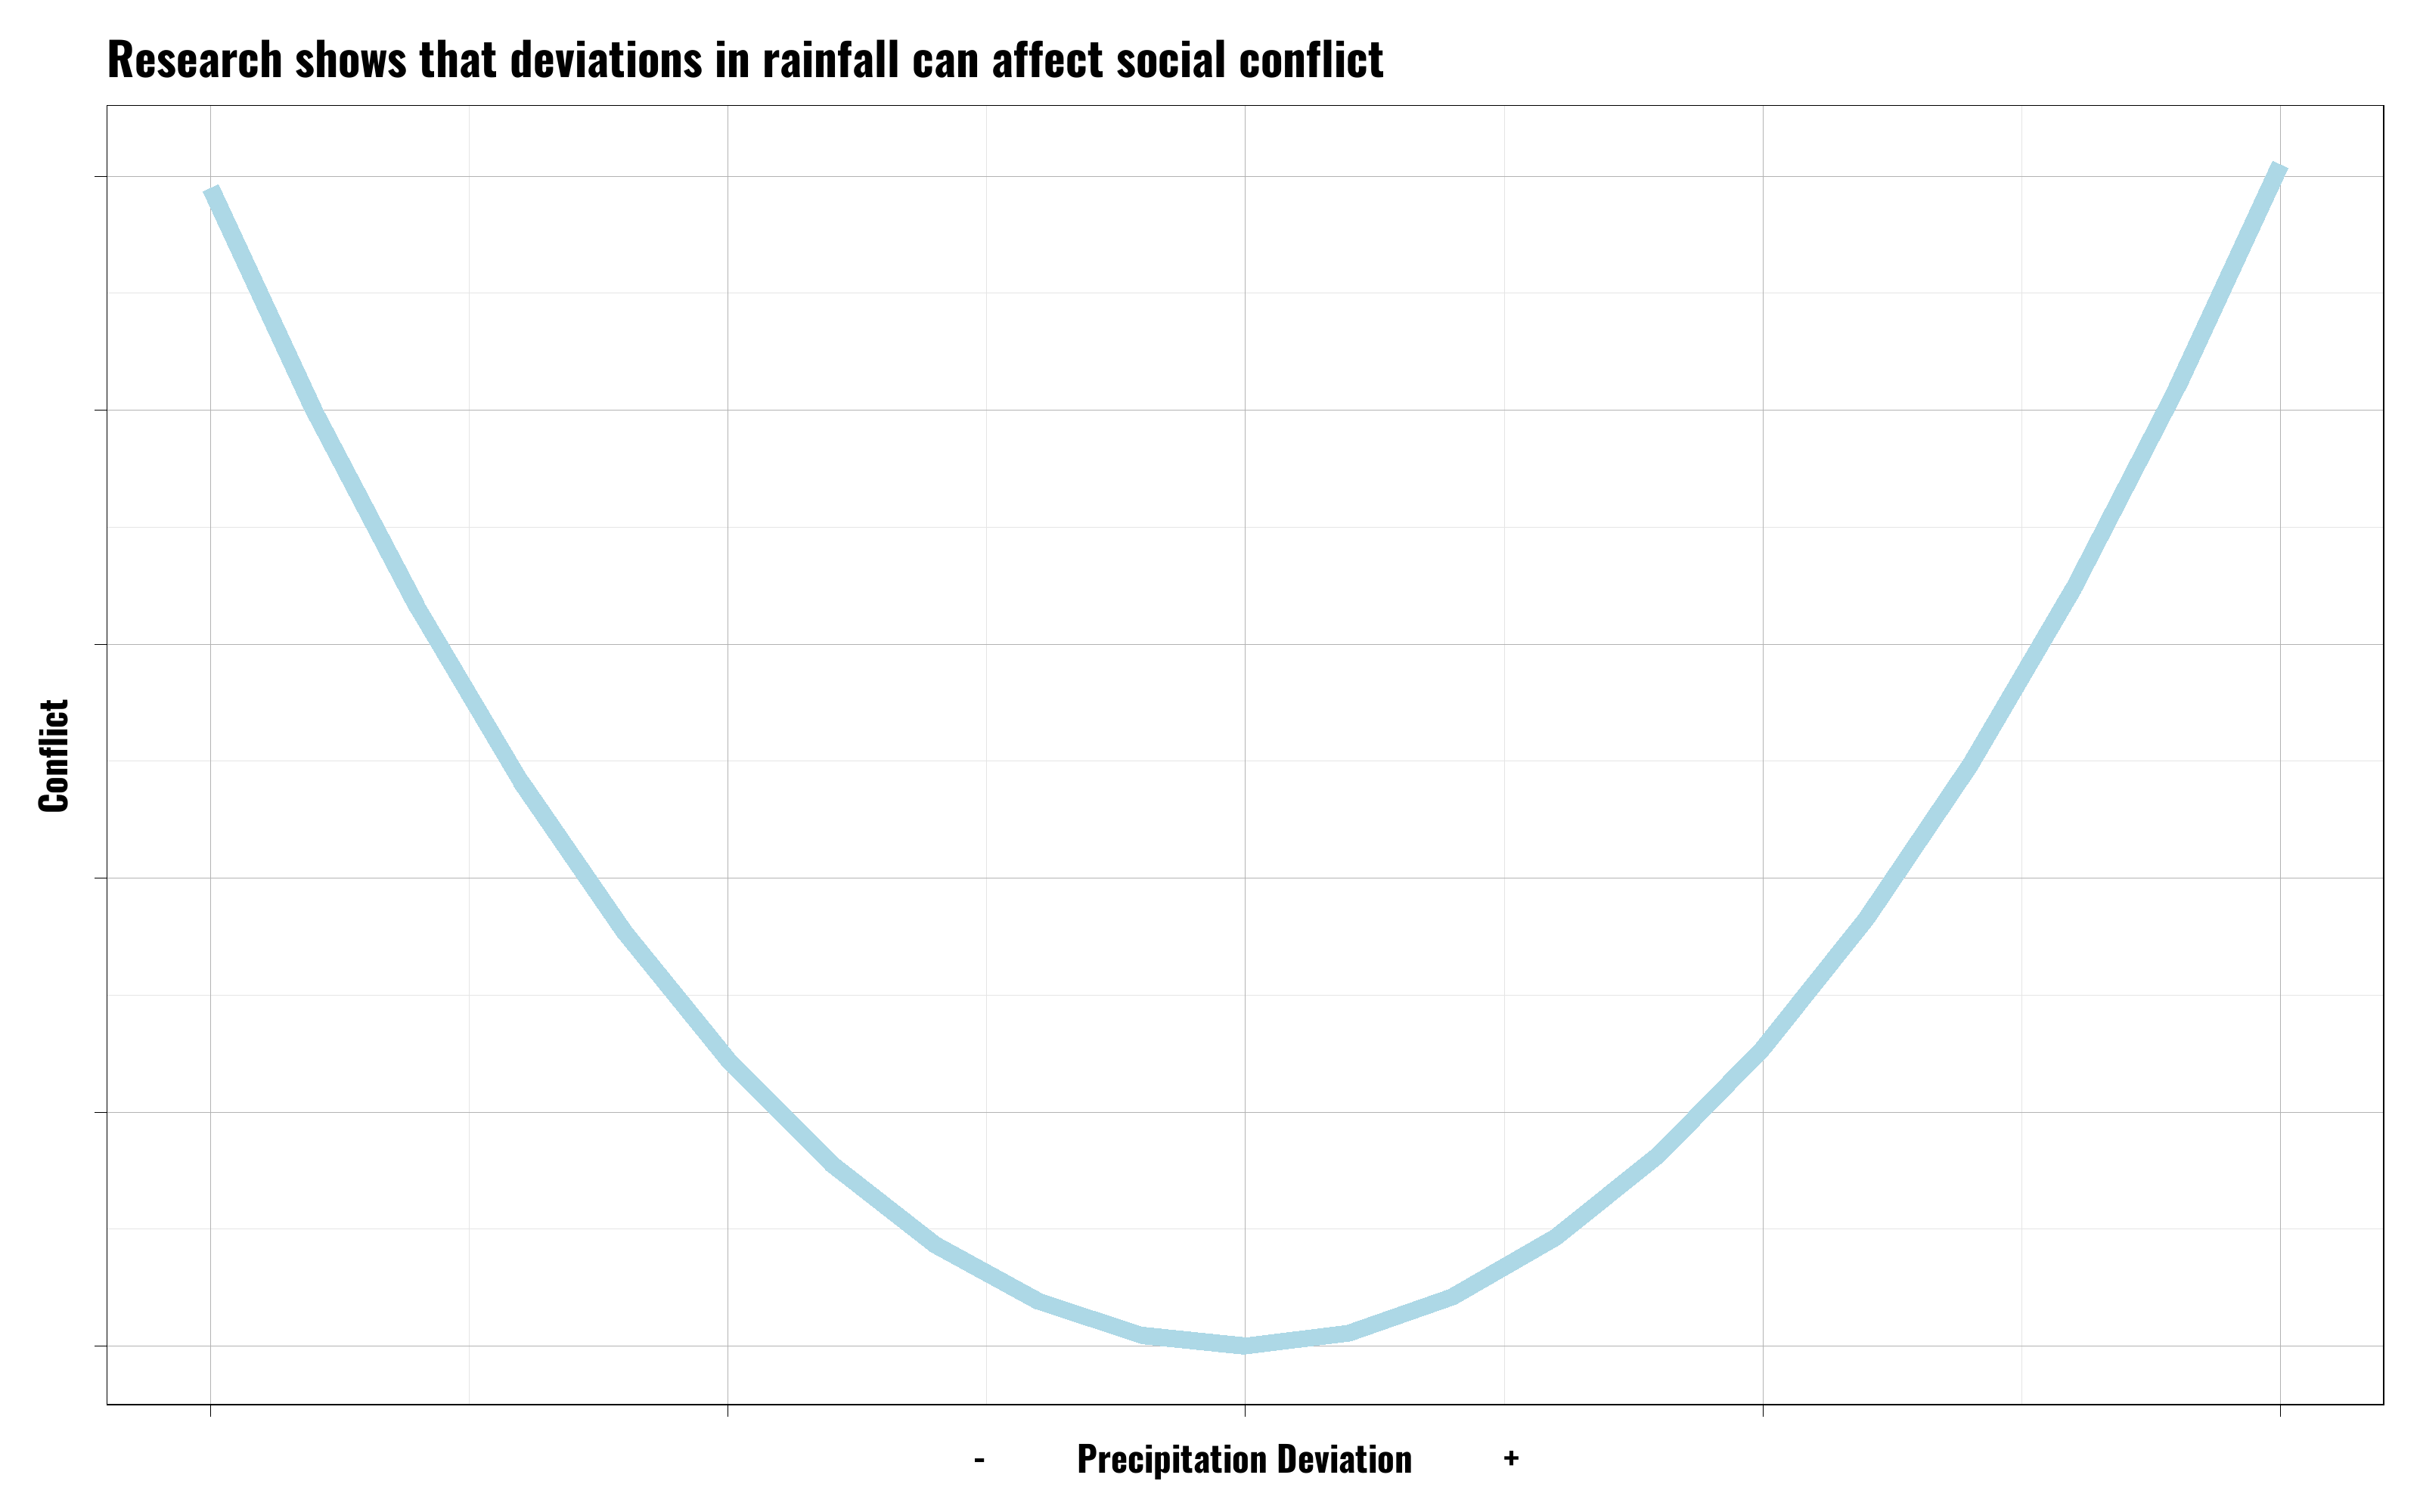 Research shows that deviations in rainfall can affect social conflict
Conflict
- Precipitation Deviation +